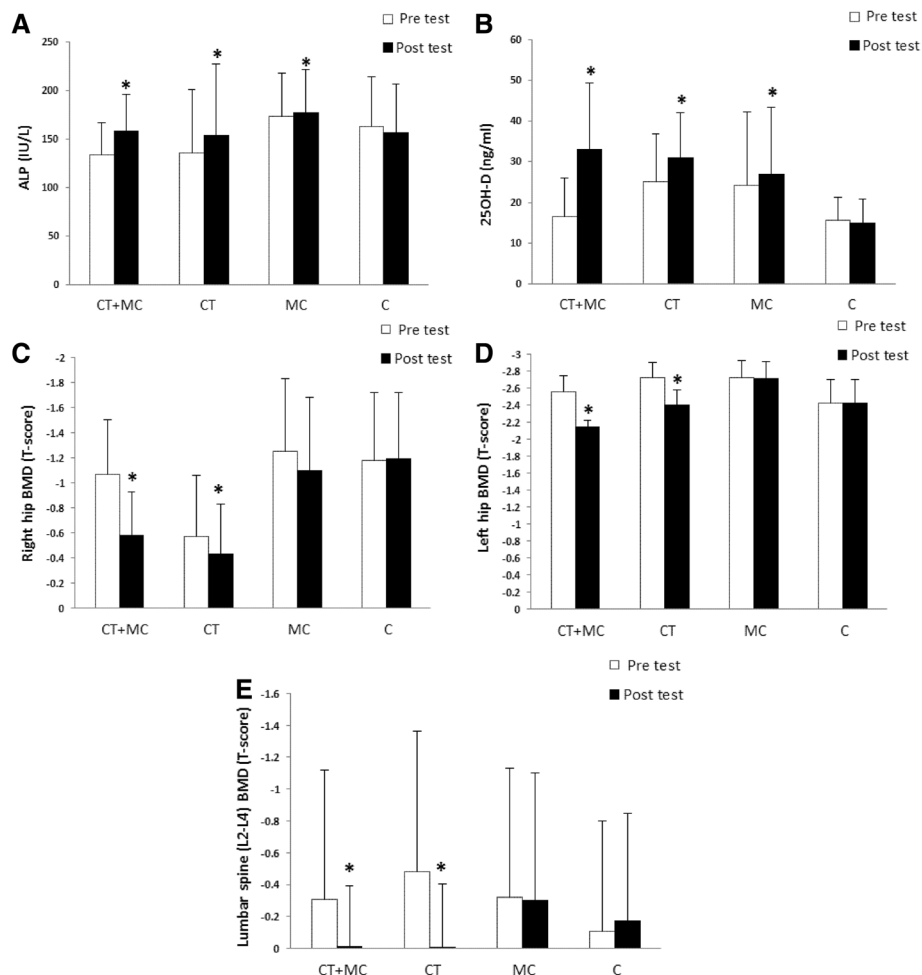 A
Pre test
Post test
*
*
*
250
200
150
100
50
0
ALP (IU/L)
CT+MC
CT
MC
C
B
Pre test
Post test
*
*
*
60
50
40
30
20
10
0
25OH-D (ng/ml)
CT+MC
CT
MC
C
C
Pre test
Post test
-2
-1.8
-1.6
-1.4
-1.2
-1
-0.8
-0.6
-0.4
-0.2
0
Right hip BMD (T-score)
*
*
CT+MC
CT
MC
C
D
Pre test
Post test
-3
-2.8
-2.6
-2.4
-2.2
-2
-1.8
-1.6
-1.4
-1.2
-1
-0.8
-0.6
-0.4
-0.2
0
Left hip BMD (T-score)
*
*
CT+MC
CT
MC
C
E
Pre test
Post test
-1.6
-1.4
-1.2
-1
-0.8
-0.6
-0.4
-0.2
0
Lumbar spine (L2-L4) BMD (T-score)
*
*
CT+MC
CT
MC
C